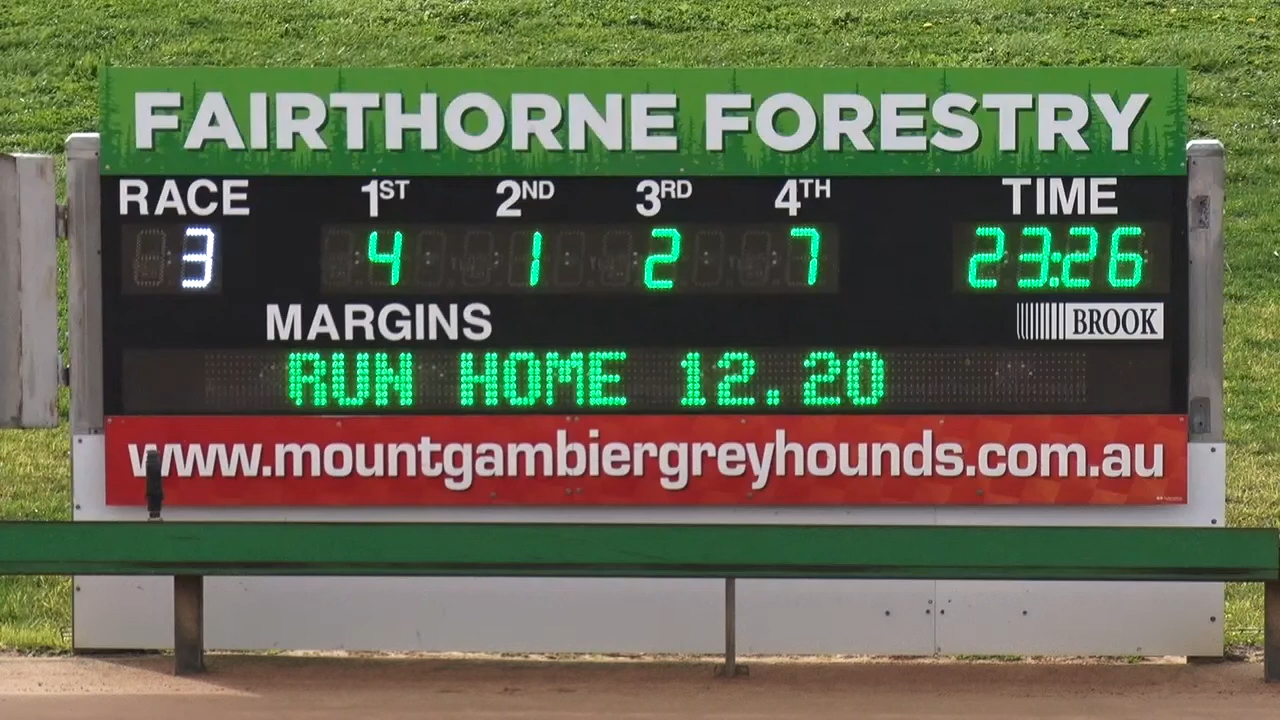 FAIRTHORNE FORESTRY
RACE 1ST 2ND 3RD 4TH TIME
3 4 1 2 7 23:26
MARGINS BROOK
RUN HOME 12.20
www.mountgambiergreyhounds.com.au